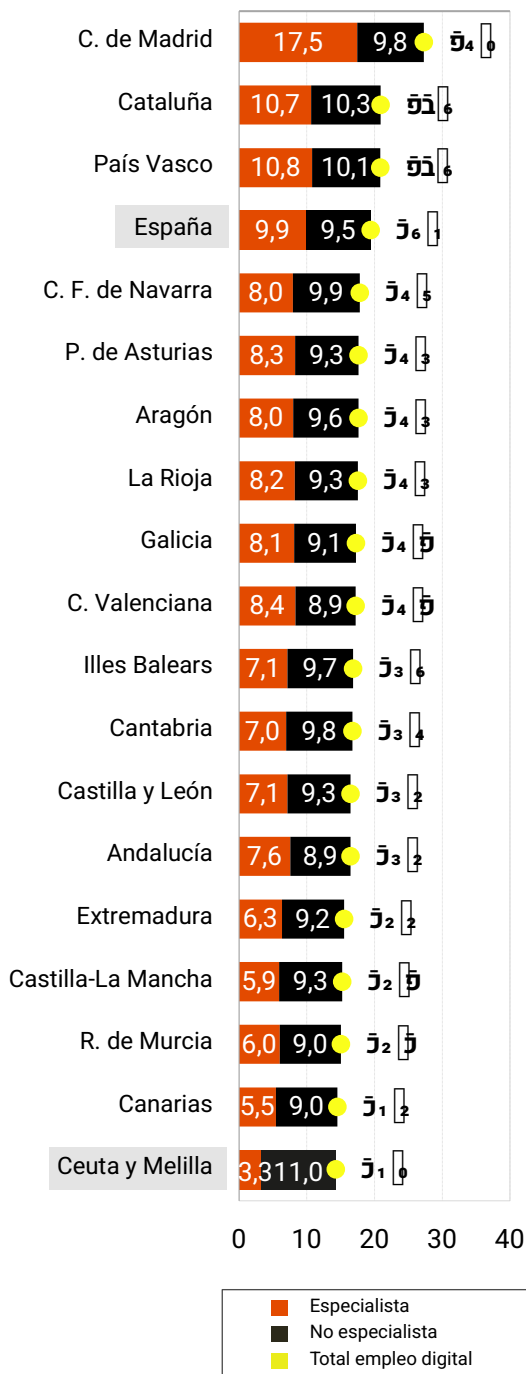 C. de Madrid 17,5 9,8
Cataluña 10,7 10,3
País Vasco 10,8 10,1
España 9,9 9,5
C. F. de Navarra 8,0 9,9
P. de Asturias 8,3 9,3
Aragón 8,0 9,6
La Rioja 8,2 9,3
Galicia 8,1 9,1
C. Valenciana 8,4 8,9
Illes Balears 7,1 9,7
Cantabria 7,0 9,8
Castilla y León 7,1 9,3
Andalucía 7,6 8,9
Extremadura 6,3 9,2
Castilla-La Mancha 5,9 9,3
R. de Murcia 6,0 9,0
Canarias 5,5 9,0
Ceuta y Melilla 3,3 11,0
0 10 20 30 40
Especialista
No especialista
Total empleo digital